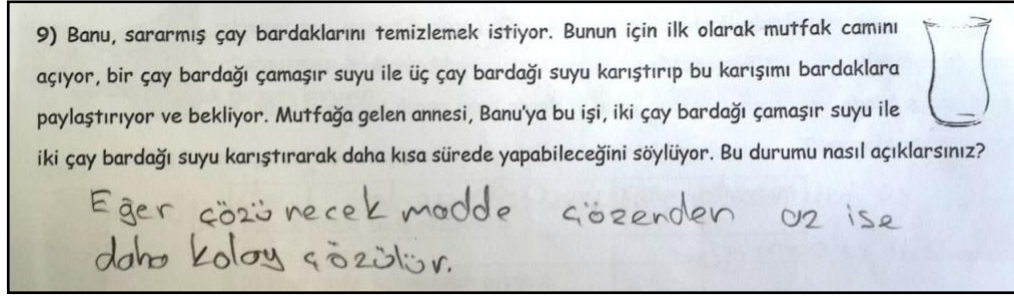 9) Banu, sararmış çay bardaklarını temizlemek istiyor. Bunun için ilk olarak mutfak camını
açıyor, bir çay bardağı çamaşır suyu ile üç çay bardağı suyu karıştırıp bu karışımı bardaklara
paylaştırıyor ve bekliyor. Mutfağa gelen annesi, Banu'ya bu işi, iki çay bardağı çamaşır suyu ile
iki çay bardağı suyu karıştırarak daha kısa sürede yapabileceğini söylüyor. Bu durumu nasıl açıklarsınız?
Eğer çözünecek madde çözenden az ise
daha kolay çözülür.